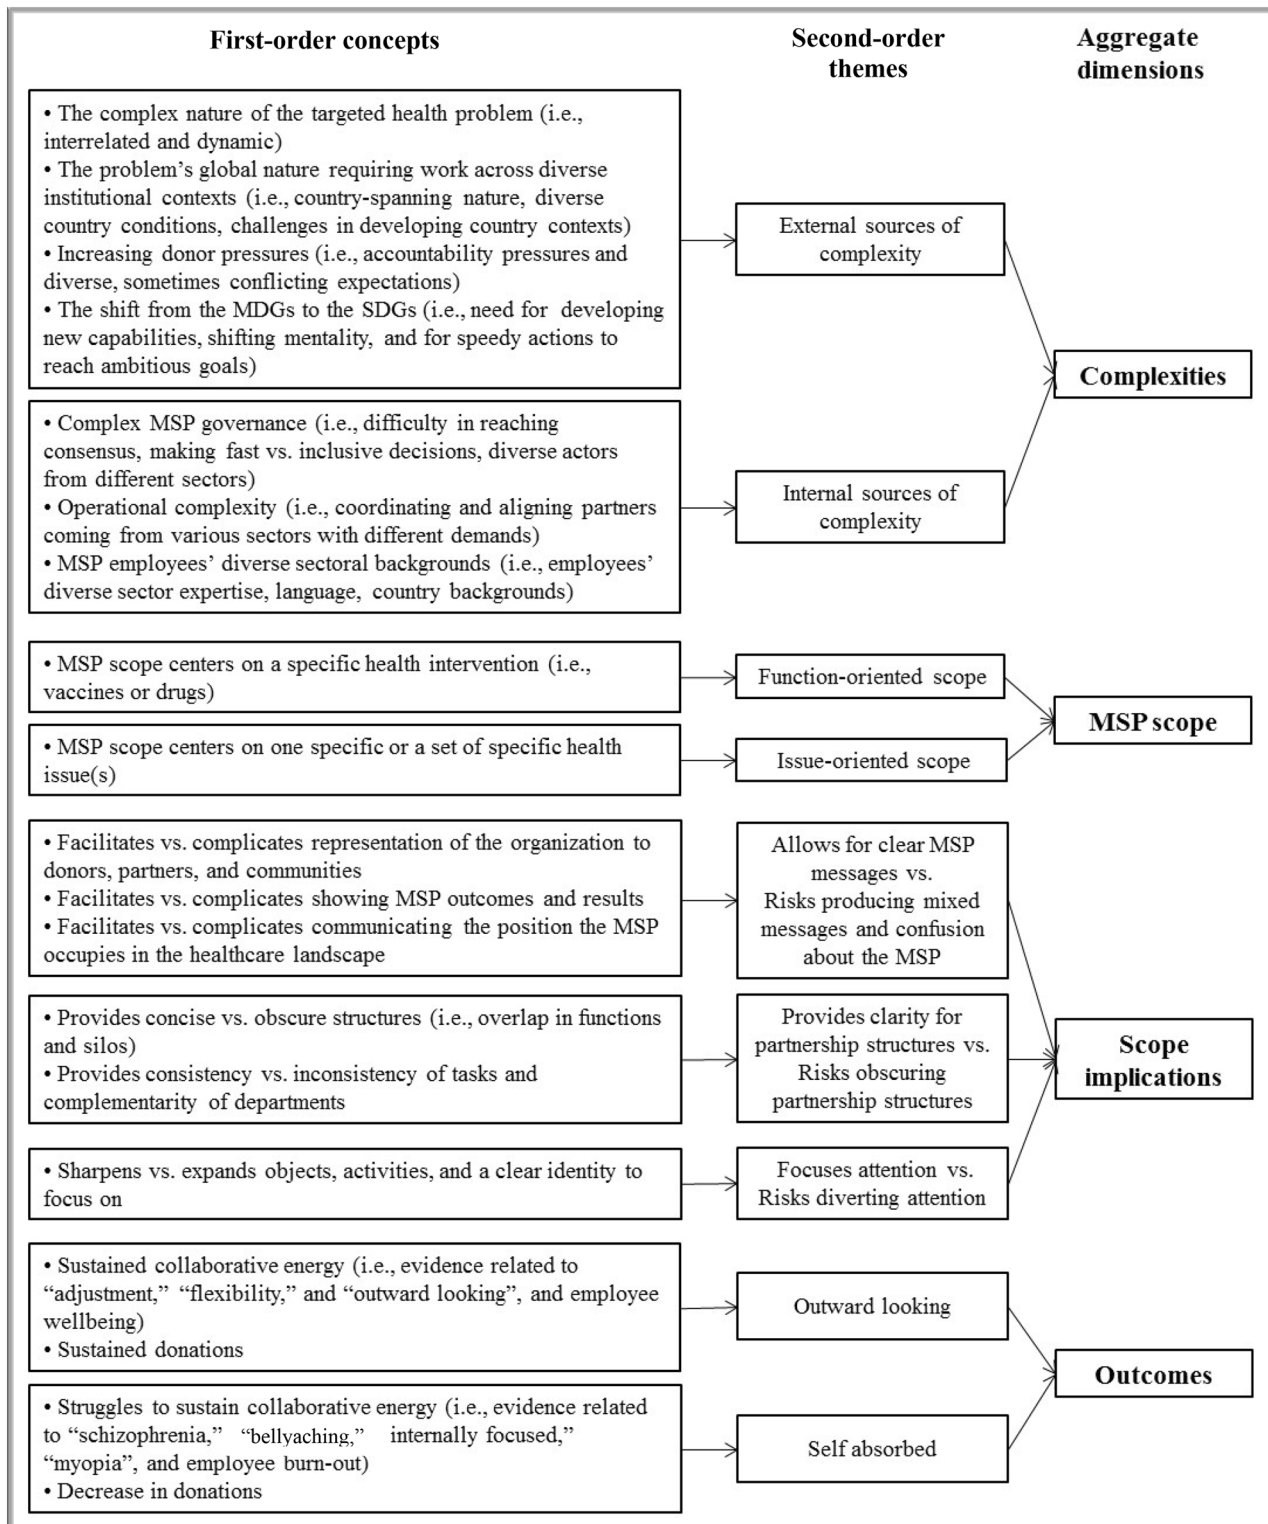 First-order concepts
Second-order
themes
Aggregate
dimensions
• The complex nature of the targeted health problem (i.e.,
interrelated and dynamic)
• The problem’s global nature requiring work across diverse
institutional contexts (i.e., country-spanning nature, diverse
country conditions, challenges in developing country contexts)
• Increasing donor pressures (i.e., accountability pressures and
diverse, sometimes conflicting expectations)
• The shift from the MDGs to the SDGs (i.e., need for developing
new capabilities, shifting mentality, and for speedy actions to
reach ambitious goals)
External sources of
complexity
• Complex MSP governance (i.e., difficulty in reaching
consensus, making fast vs. inclusive decisions, diverse actors
from different sectors)
• Operational complexity (i.e., coordinating and aligning partners
coming from various sectors with different demands)
• MSP employees’ diverse sectoral backgrounds (i.e., employees’
diverse sector expertise, language, country backgrounds)
Internal sources of
complexity
Complexities
• MSP scope centers on a specific health intervention (i.e.,
vaccines or drugs)
Function-oriented scope
• MSP scope centers on one specific or a set of specific health
issue(s)
Issue-oriented scope
MSP scope
• Facilitates vs. complicates representation of the organization to
donors, partners, and communities
• Facilitates vs. complicates showing MSP outcomes and results
• Facilitates vs. complicates communicating the position the MSP
occupies in the healthcare landscape
Allows for clear MSP
messages vs.
Risks producing mixed
messages and confusion
about the MSP
• Provides concise vs. obscure structures (i.e., overlap in functions
and silos)
• Provides consistency vs. inconsistency of tasks and
complementarity of departments
Provides clarity for
partnership structures vs.
Risks obscuring
partnership structures
• Sharpens vs. expands objects, activities, and a clear identity to
focus on
Focuses attention vs.
Risks diverting attention
Scope
implications
• Sustained collaborative energy (i.e., evidence related to
“adjustment,” “flexibility,” and “outward looking”, and employee
wellbeing)
• Sustained donations
Outward looking
• Struggles to sustain collaborative energy (i.e., evidence related
to “schizophrenia,” “bellyaching,” internally focused,”
“myopia”, and employee burn-out)
• Decrease in donations
Self absorbed
Outcomes